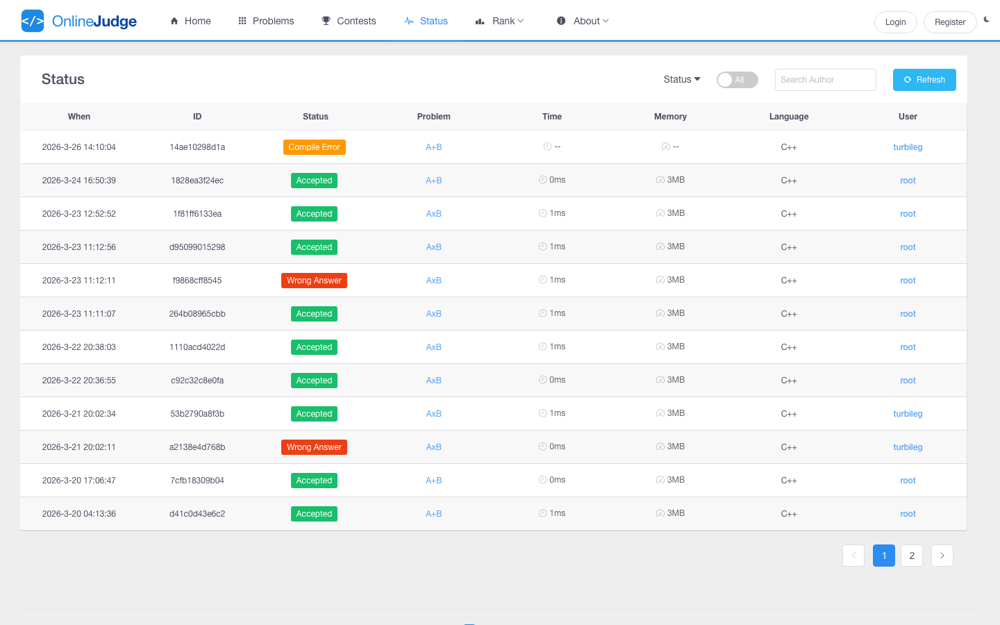 </> OnlineJudge Home Problems Contests Status Rank About Login Register
Status Status All Search Author Refresh
When ID Status Problem Time Memory Language User
2026-3-26 14:10:04 14ae10298d1a Compile Error A+B -- -- C++ turbileg
2026-3-24 16:50:39 1828ea3f24ec Accepted A+B 0ms 3MB C++ root
2026-3-23 12:52:52 1f81ff6133ea Accepted AxB 1ms 3MB C++ root
2026-3-23 11:12:56 d95099015298 Accepted AxB 1ms 3MB C++ root
2026-3-23 11:12:11 f9868cff8545 Wrong Answer AxB 1ms 3MB C++ root
2026-3-23 11:11:07 264b08965cbb Accepted AxB 1ms 3MB C++ root
2026-3-22 20:38:03 1110acd4022d Accepted AxB 1ms 3MB C++ root
2026-3-22 20:36:55 c92c32c8e0fa Accepted AxB 0ms 3MB C++ root
2026-3-21 20:02:34 53b2790a8f3b Accepted AxB 1ms 3MB C++ turbileg
2026-3-21 20:02:11 a2138e4d768b Wrong Answer AxB 0ms 3MB C++ turbileg
2026-3-20 17:06:47 7cfb18309b04 Accepted A+B 0ms 3MB C++ root
2026-3-20 04:13:36 d41c0d43e6c2 Accepted A+B 1ms 3MB C++ root
1 2